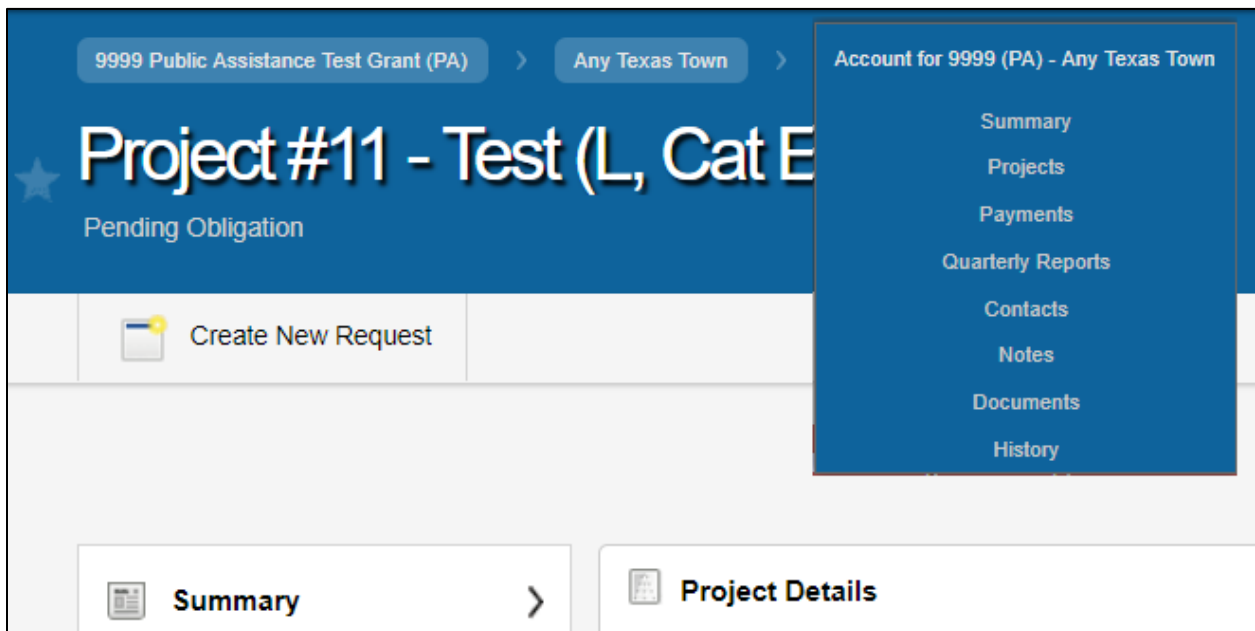 9999 Public Assistance Test Grant (PA) > Any Texas Town >
Account for 9999 (PA) - Any Texas Town
Summary
Projects
Payments
Quarterly Reports
Contacts
Notes
Documents
History
Project #11 - Test (L, Cat E
Pending Obligation
Create New Request
Summary
Project Details